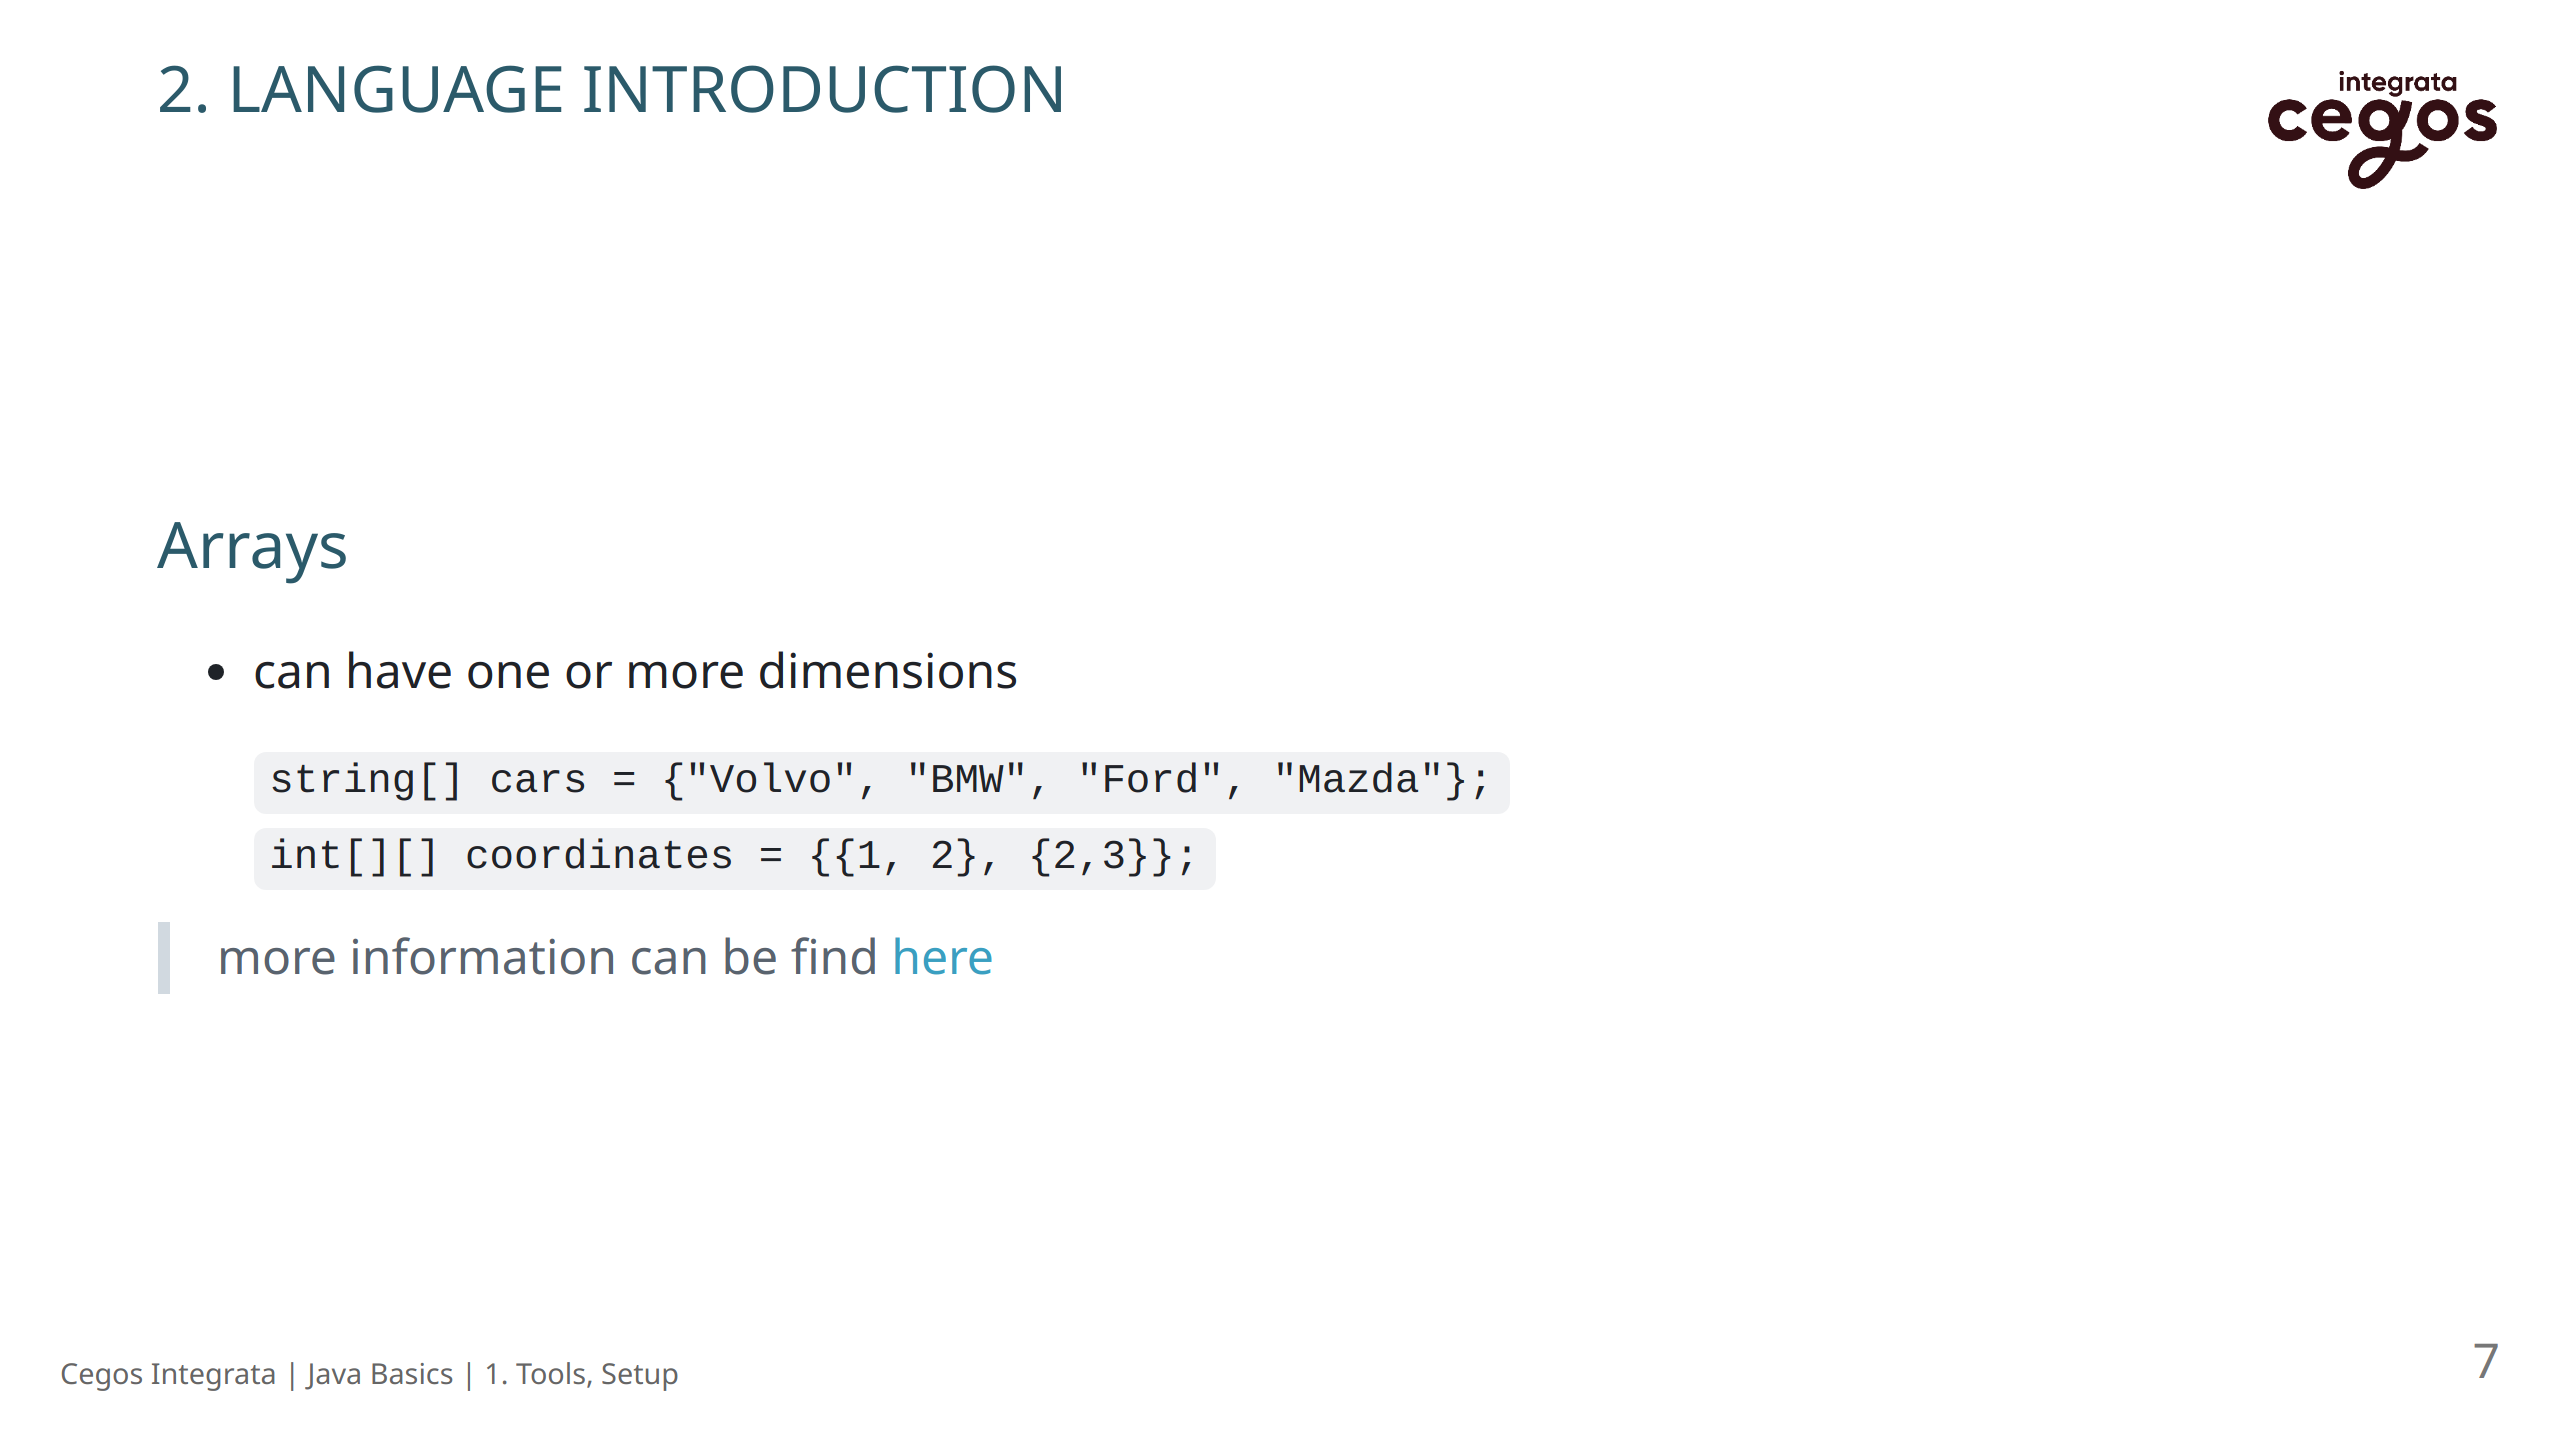 2. LANGUAGE INTRODUCTION
integrata
cegos
Arrays
• can have one or more dimensions
string[] cars = {"Volvo", "BMW", "Ford", "Mazda"};
int[][] coordinates = {{1, 2}, {2,3}};
more information can be find here
Cegos Integrata | Java Basics | 1. Tools, Setup
7